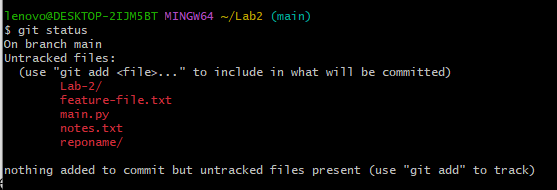 lenovo@DESKTOP-2IJM5BT MINGW64 ~/Lab2 (main)
$ git status
On branch main
Untracked files:
  (use "git add <file>..." to include in what will be committed)
        Lab-2/
        feature-file.txt
        main.py
        notes.txt
        reponame/

nothing added to commit but untracked files present (use "git add" to track)